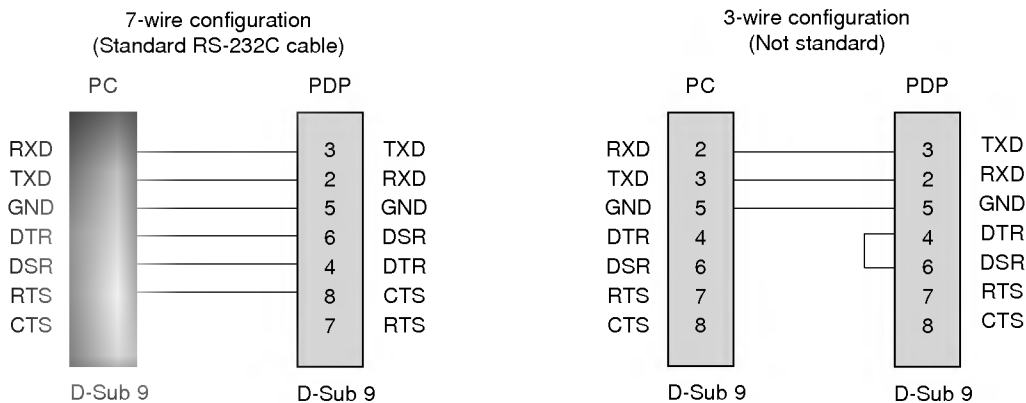 7-wire configuration
(Standard RS-232C cable)
PC PDP
RXD 3 TXD
TXD 2 RXD
GND 5 GND
DTR 6 DSR
DSR 4 DTR
RTS 8 CTS
CTS 7 RTS
D-Sub 9 D-Sub 9
3-wire configuration
(Not standard)
PC PDP
RXD 2 3 TXD
TXD 3 2 RXD
GND 5 5 GND
DTR 4 4 DTR
DSR 6 6 DSR
RTS 7 7 RTS
CTS 8 8 CTS
D-Sub 9 D-Sub 9